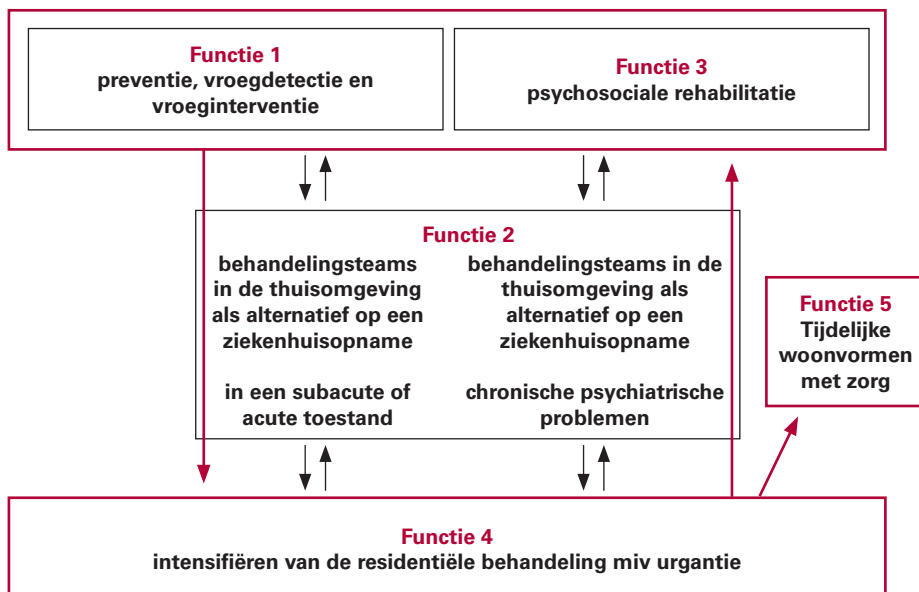 Functie 1
preventie, vroegdetectie en
vroeginterventie
Functie 3
psychosociale rehabilitatie
Functie 2
behandelingsteams
in de thuisomgeving
als alternatief op een
ziekenhuisopname
in een subacute of
acute toestand
behandelingsteams in de
thuisomgeving als
alternatief op een
ziekenhuisopname
chronische psychiatrische
problemen
Functie 5
Tijdelijke
woonvormen
met zorg
Functie 4
intensifiëren van de residentiële behandeling miv urgantie